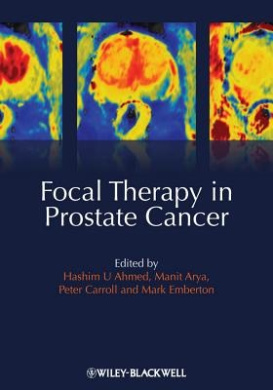 Focal Therapy in
Prostate Cancer
Edited by
Hashim U Ahmed, Manit Arya,
Peter Carroll and Mark Emberton
WILEY-BLACKWELL